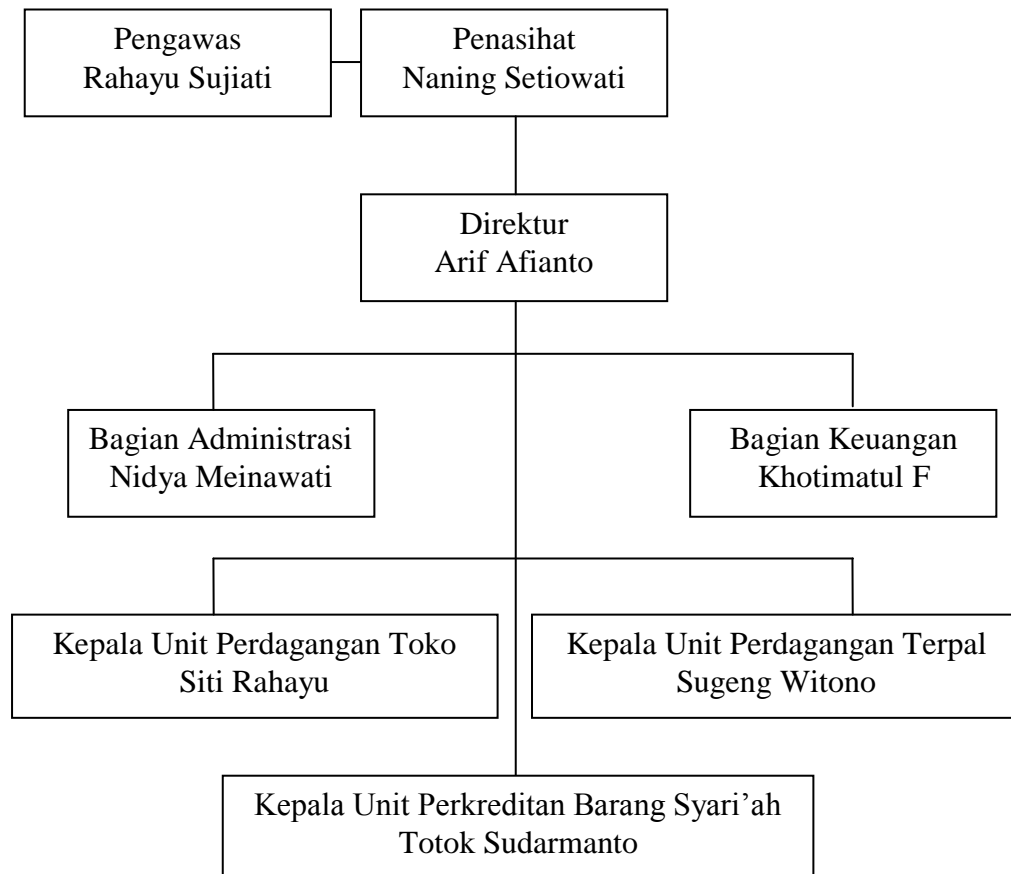 Pengawas
Rahayu Sujiati
Penasihat
Naning Setiowati
Direktur
Arif Afianto
Bagian Administrasi
Nidya Meinawati
Bagian Keuangan
Khotimatul F
Kepala Unit Perdagangan Toko
Siti Rahayu
Kepala Unit Perdagangan Terpal
Sugeng Witono
Kepala Unit Perkreditan Barang Syari’ah
Totok Sudarmanto